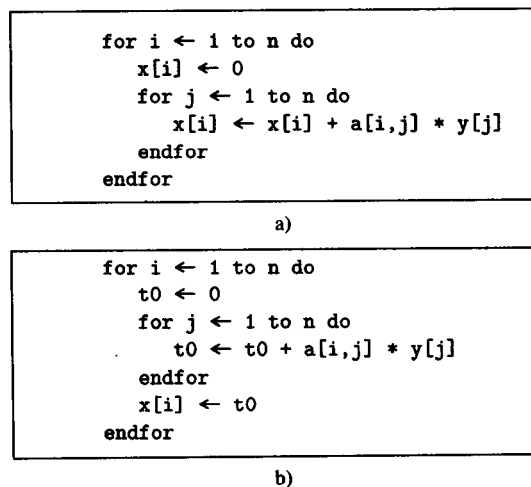 for i ← 1 to n do
x[i] ← 0
for j ← 1 to n do
x[i] ← x[i] + a[i,j] * y[j]
endfor
endfor
a)
for i ← 1 to n do
t0 ← 0
for j ← 1 to n do
t0 ← t0 + a[i,j] * y[j]
endfor
x[i] ← t0
endfor
b)